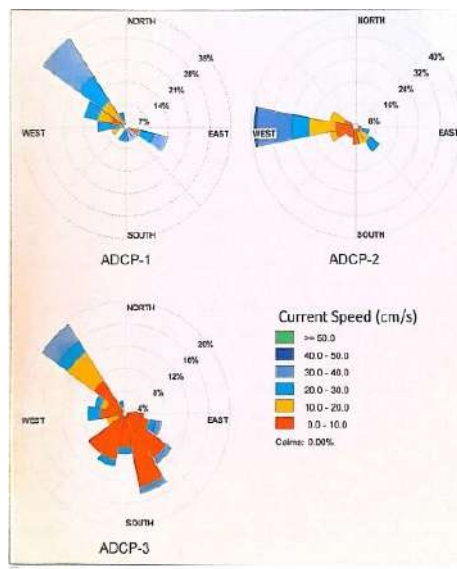 NORTH
35%
28%
21%
14%
7%
WEST
EAST
SOUTH
ADCP-1
NORTH
40%
32%
24%
16%
8%
WEST
EAST
SOUTH
ADCP-2
NORTH
20%
16%
12%
8%
4%
WEST
EAST
SOUTH
ADCP-3
Current Speed (cm/s)
>= 50.0
40.0 - 50.0
30.0 - 40.0
20.0 - 30.0
10.0 - 20.0
0.0 - 10.0
Calms: 0.00%